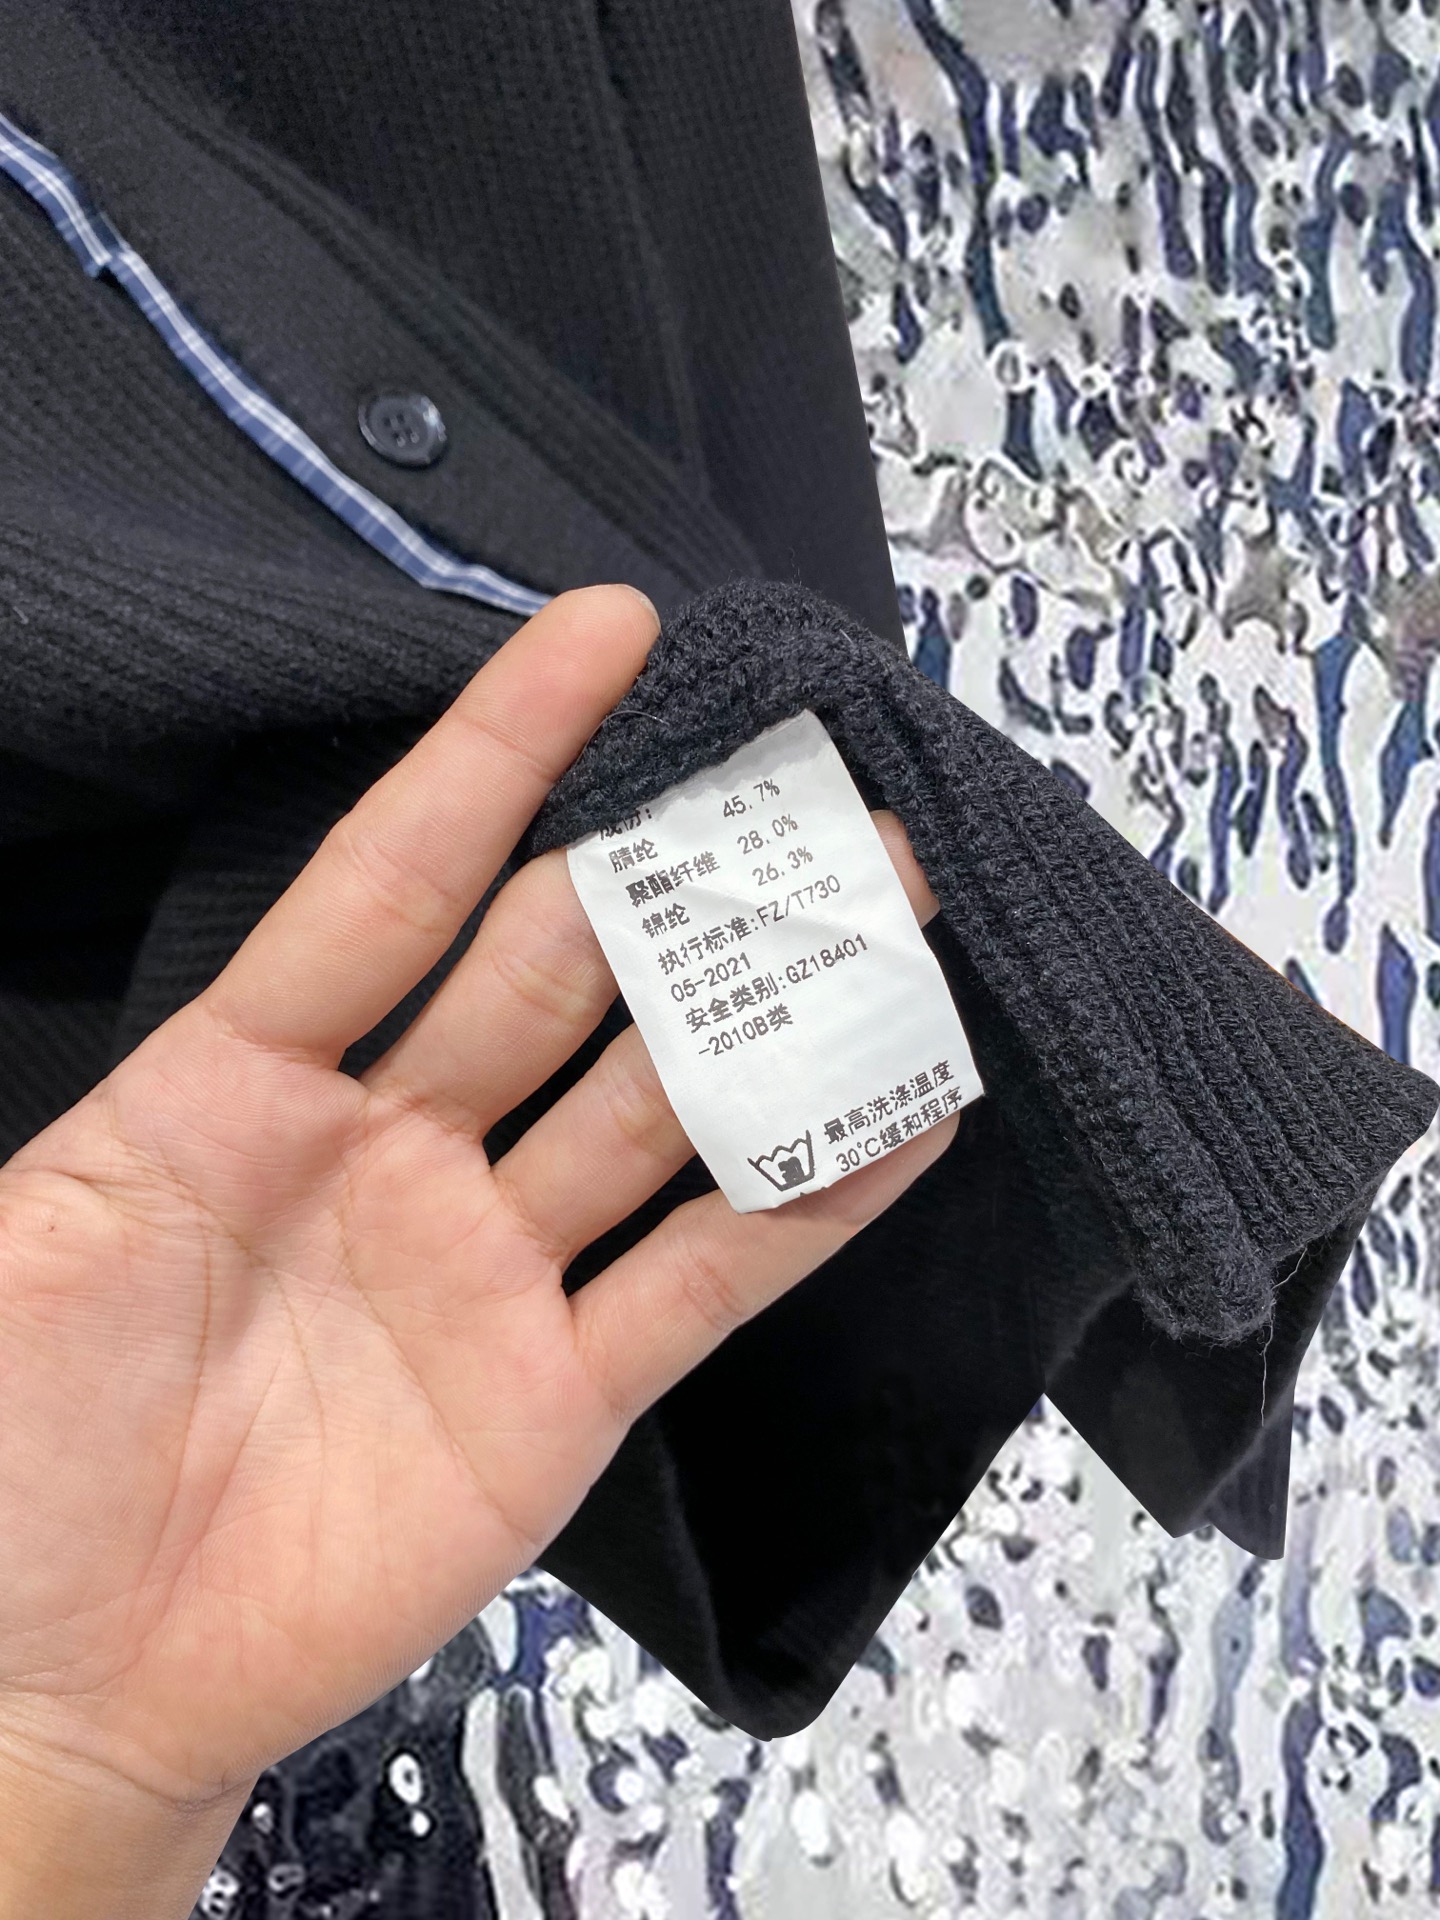 成份:
腈纶 45.7%
聚酯纤维 28.0%
锦纶 26.3%
执行标准:FZ/T730
05-2021
安全类别:GZ18401
-2010B类
最高洗涤温度
30℃缓和程序